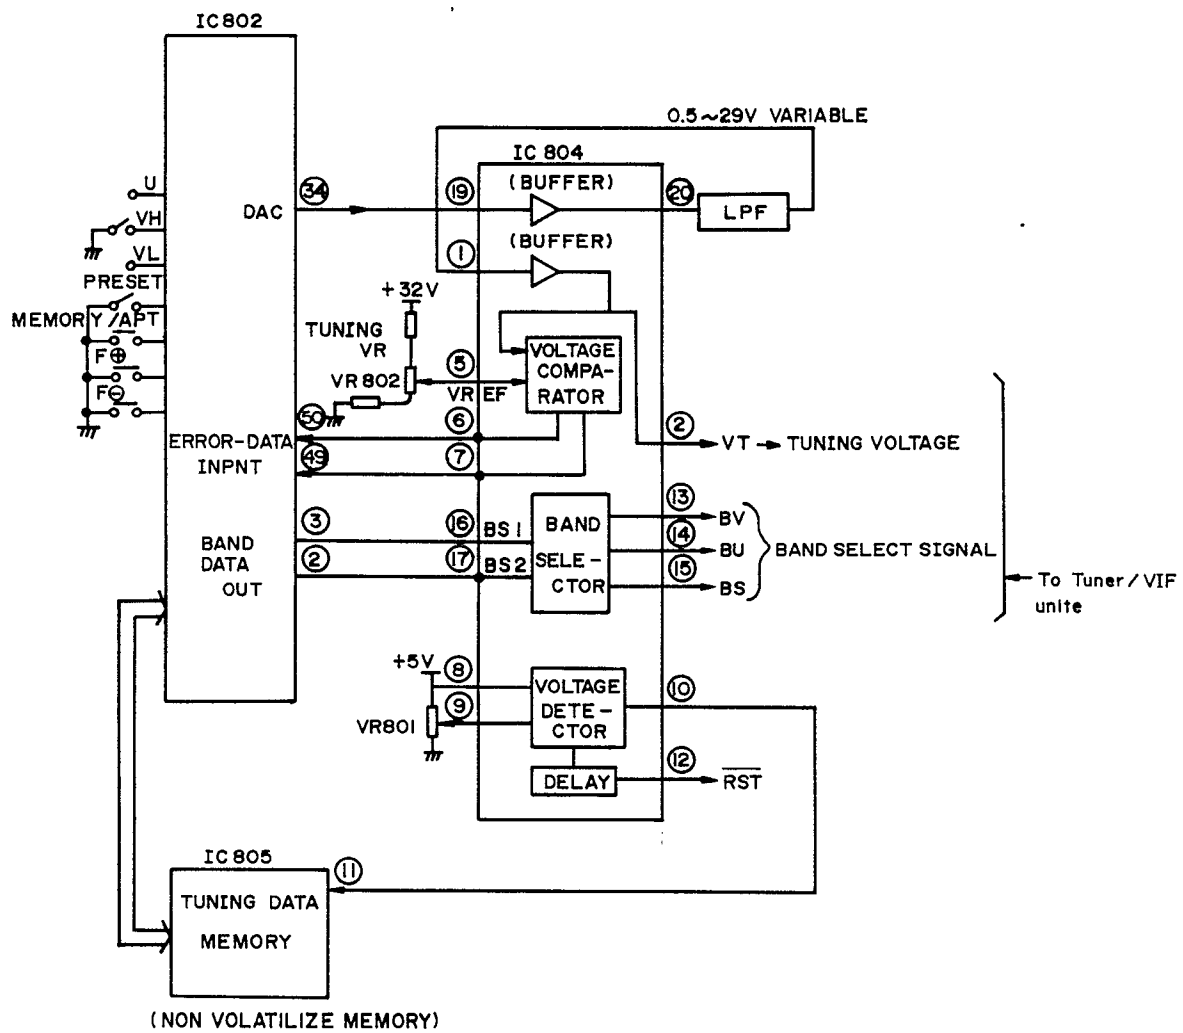 IC802
0.5~29V VARIABLE
IC 804
(BUFFER)
U
34
19
20
DAC
LPF
VH
(BUFFER)
1
VL
PRESET
+32V
MEMORY/APT
TUNING
VR
VOLTAGE
COMPA-
RATOR
F⊕
5
VR802
VREF
F⊖
50
6
2
ERROR-DATA
INPNT
VT → TUNING VOLTAGE
49
7
13
3
16
BS1
BAND
SELE-
CTOR
BV
14
BAND
DATA
OUT
2
17
BS2
BU
BAND SELECT SIGNAL
15
BS
To Tuner/VIF
unite
+5V
8
VOLTAGE
DETE-
CTOR
10
9
VR801
12
DELAY
RST
IC805
11
TUNING DATA
MEMORY
(NON VOLATILIZE MEMORY)